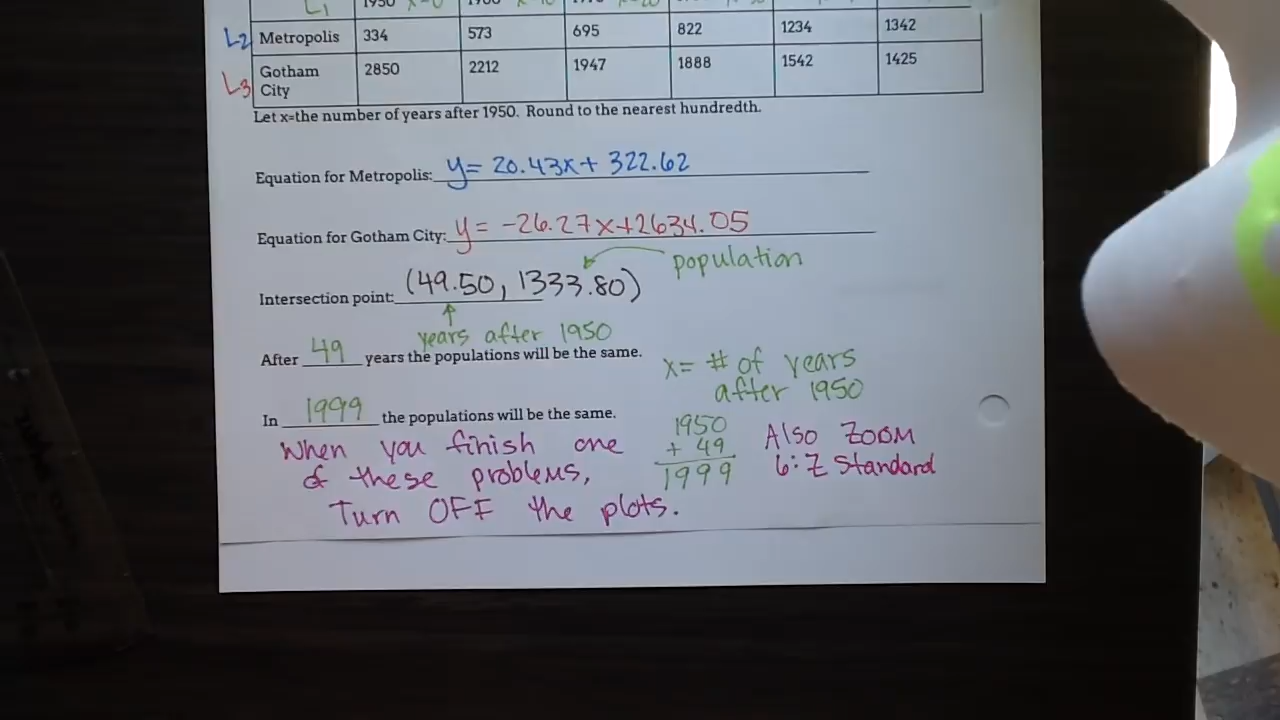 L1 1950 x=0
L2 Metropolis 334 573 695 822 1234 1342
L3 Gotham City 2850 2212 1947 1888 1542 1425
Let x=the number of years after 1950. Round to the nearest hundredth.
Equation for Metropolis: y= 20.43x+ 322.62
Equation for Gotham City: y= -26.27x+2634.05
population
Intersection point: (49.50, 1333.80)
years after 1950
After 49 years the populations will be the same.
x= # of years
after 1950
In 1999 the populations will be the same.
1950
+ 49
1999
When you finish one
of these problems,
Turn OFF the plots.
Also ZOOM
6: Z Standard